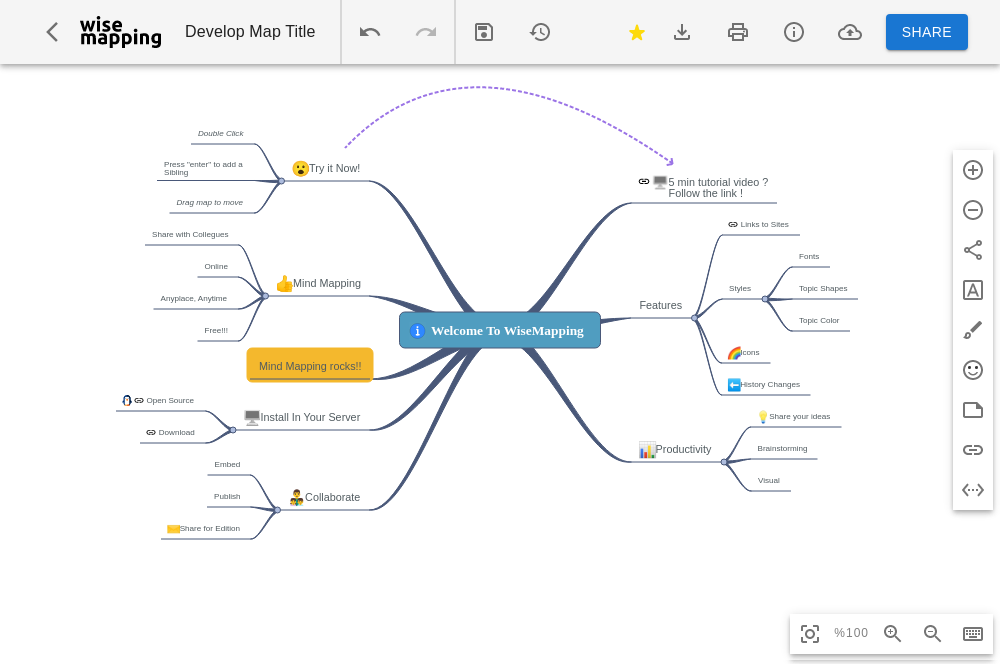 wise
mapping
Develop Map Title
SHARE
Double Click
Press "enter" to add a
Sibling
Drag map to move
Try it Now!
Share with Collegues
Online
Anyplace, Anytime
Free!!!
Mind Mapping
Mind Mapping rocks!!
Open Source
Download
Install In Your Server
Embed
Publish
Share for Edition
Collaborate
Welcome To WiseMapping
5 min tutorial video ?
Follow the link !
Features
Links to Sites
Styles
Fonts
Topic Shapes
Topic Color
Icons
History Changes
Productivity
Share your ideas
Brainstorming
Visual
%100